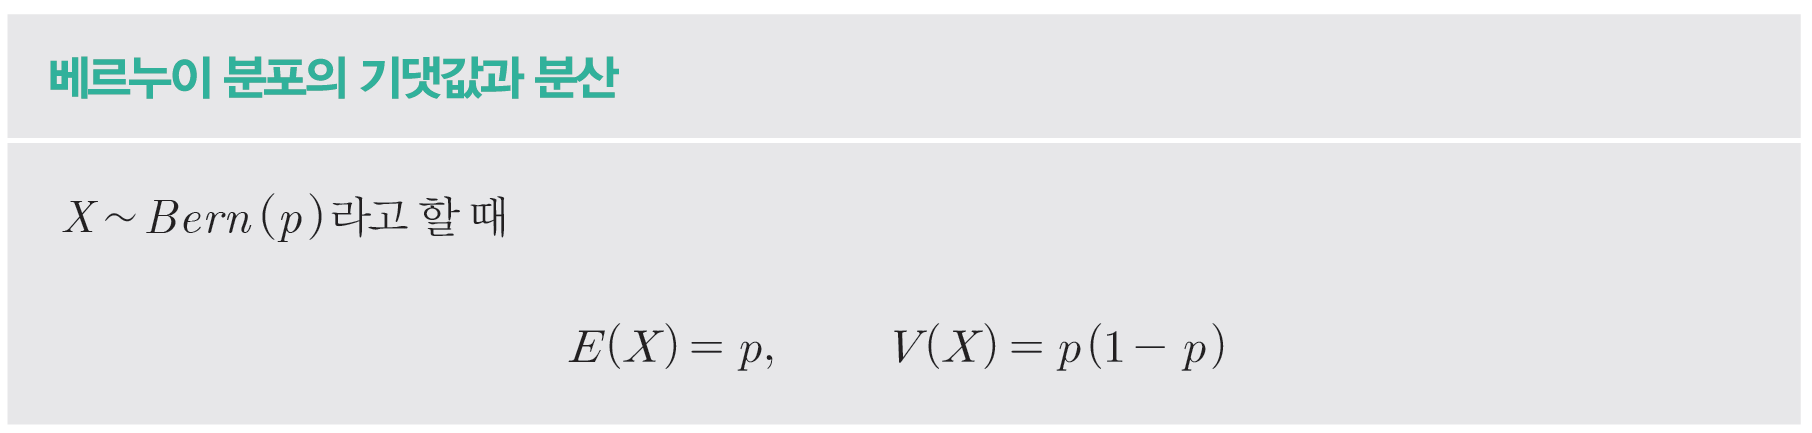 베르누이 분포의 기댓값과 분산
X ~ Bern(p)라고 할 때
E(X) = p, V(X) = p(1 − p)